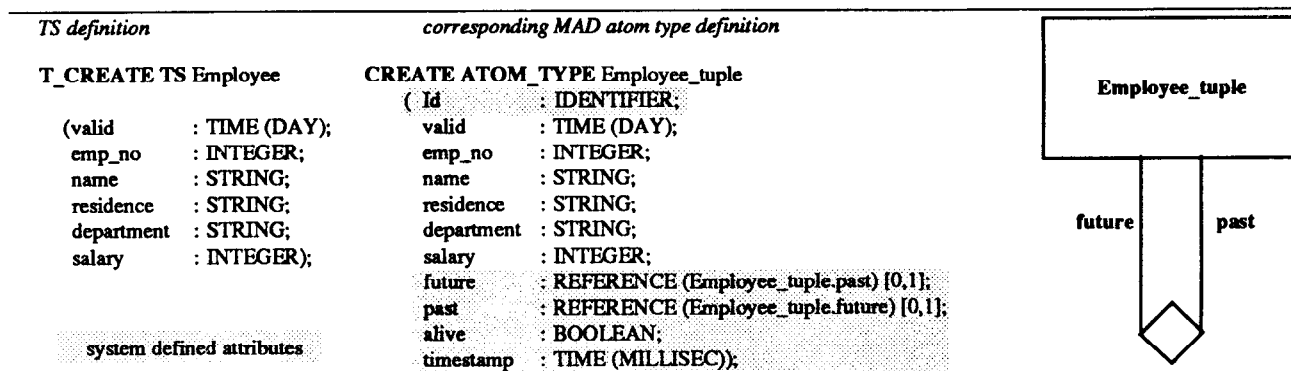 TS definition
corresponding MAD atom type definition
T_CREATE TS Employee
(valid : TIME (DAY);
emp_no : INTEGER;
name : STRING;
residence : STRING;
department : STRING;
salary : INTEGER);
system defined attributes
CREATE ATOM_TYPE Employee_tuple
( Id : IDENTIFIER;
valid : TIME (DAY);
emp_no : INTEGER;
name : STRING;
residence : STRING;
department : STRING;
salary : INTEGER;
future : REFERENCE (Employee_tuple.past) [0,1];
past : REFERENCE (Employee_tuple.future) [0,1];
alive : BOOLEAN;
timestamp : TIME (MILLISEC));
Employee_tuple
future
past